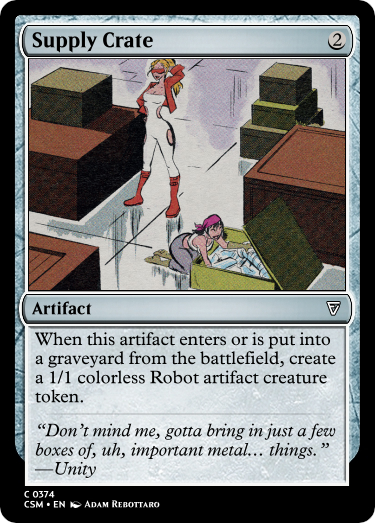 Supply Crate 2
Artifact
When this artifact enters or is put into
a graveyard from the battlefield, create
a 1/1 colorless Robot artifact creature
token.
“Don’t mind me, gotta bring in just a few
boxes of, uh, important metal… things.”
—Unity
C 0374
CSM • EN Adam Rebottaro